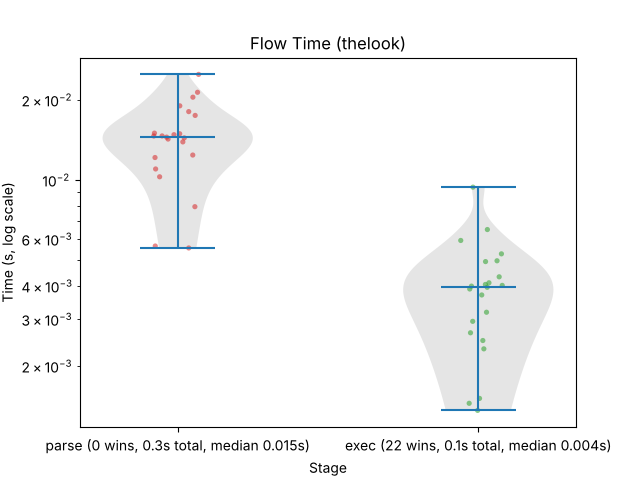 Flow Time (thelook)
Time (s, log scale)
2 × 10⁻²
10⁻²
6 × 10⁻³
4 × 10⁻³
3 × 10⁻³
2 × 10⁻³
parse (0 wins, 0.3s total, median 0.015s)
exec (22 wins, 0.1s total, median 0.004s)
Stage